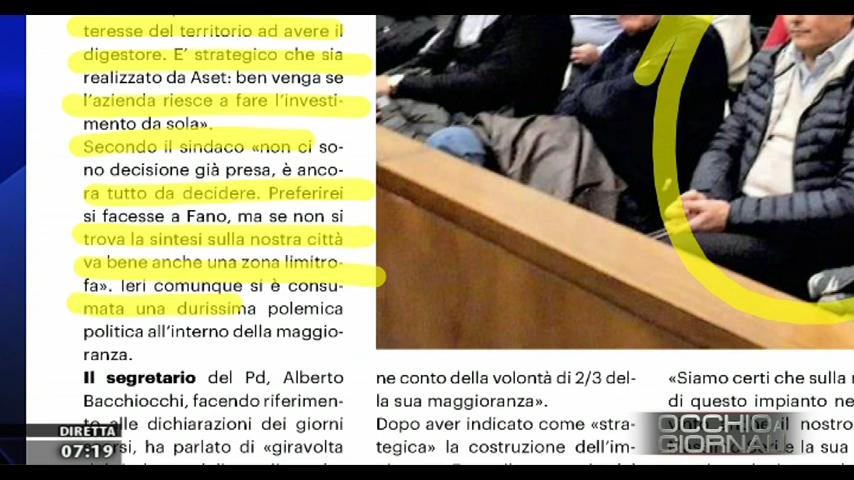 teresse del territorio ad avere il
digestore. E' strategico che sia
realizzato da Aset: ben venga se
l'azienda riesce a fare l'investi-
mento da sola».
Secondo il sindaco «non ci so-
no decisione già presa, è anco-
ra tutto da decidere. Preferirei
si facesse a Fano, ma se non si
trova la sintesi sulla nostra città
va bene anche una zona limitro-
fa». Ieri comunque si è consu-
mata una durissima polemica
politica all'interno della maggio-
ranza.
Il segretario del Pd, Alberto
Bacchiocchi, facendo riferimen-
alle dichiarazioni dei giorni
ha parlato di «giravolta
ne conto della volontà di 2/3 del-
la sua maggioranza».
Dopo aver indicato come «stra-
tegica» la costruzione dell'im-
«Siamo certi che sulla
di questo impianto ne
nostro
e la sua
DIRETTA
07:19
OCCHIO AI
GIORNALI